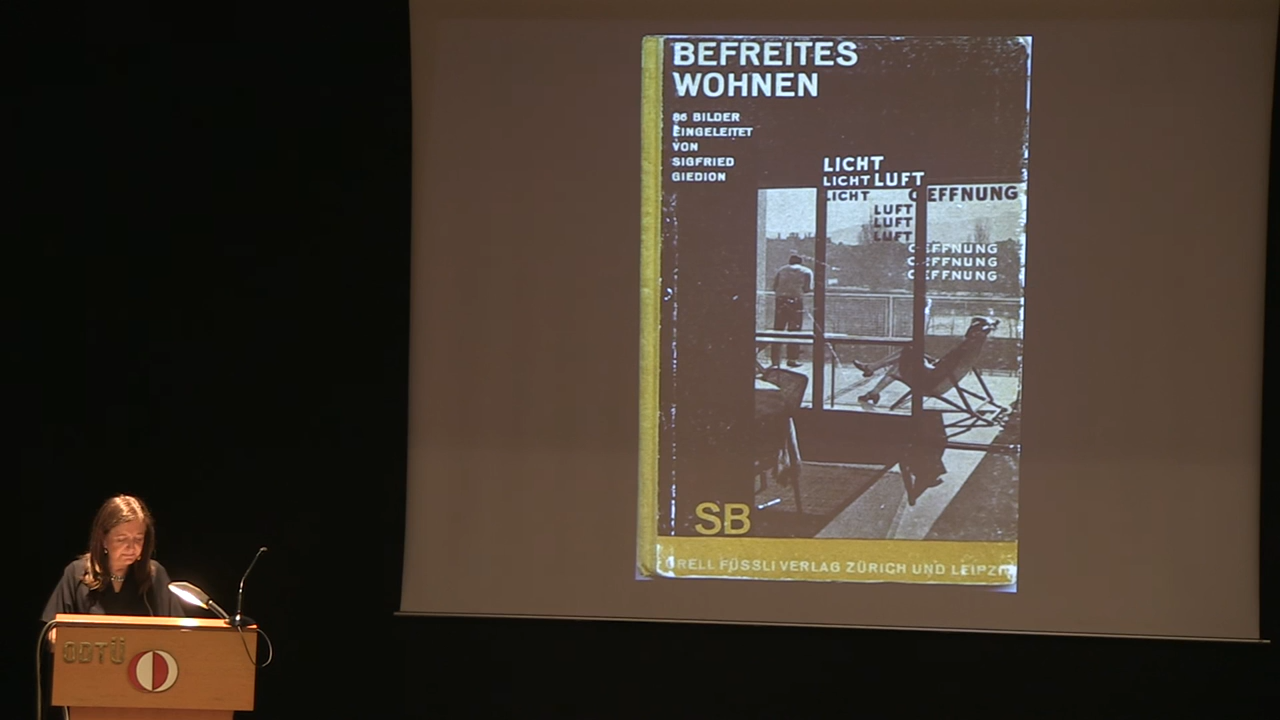 BEFREITES
WOHNEN
86 BILDER
EINGELEITET
VON
SIGFRIED
GIEDION
LICHT
LICHT LUFT
LICHT OEFFNUNG
LUFT
LUFT
LUFT
OEFFNUNG
OEFFNUNG
OEFFNUNG
SB
ORELL FÜSSLI VERLAG ZÜRICH UND LEIPZIG
ODTÜ